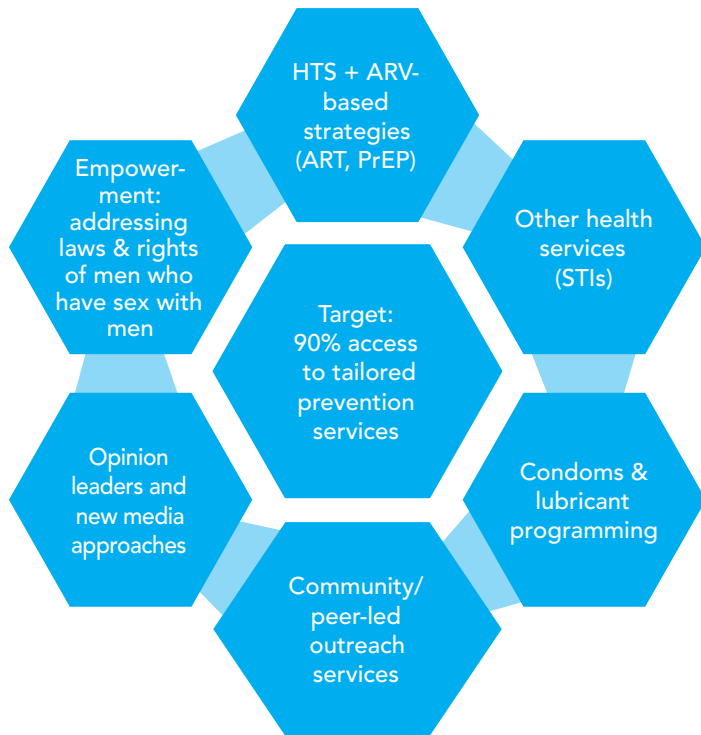 HTS + ARV-
based
strategies
(ART, PrEP)
Empower-
ment:
addressing
laws & rights
of men who
have sex with
men
Other health
services
(STIs)
Target:
90% access
to tailored
prevention
services
Opinion
leaders and
new media
approaches
Condoms &
lubricant
programming
Community/
peer-led
outreach
services